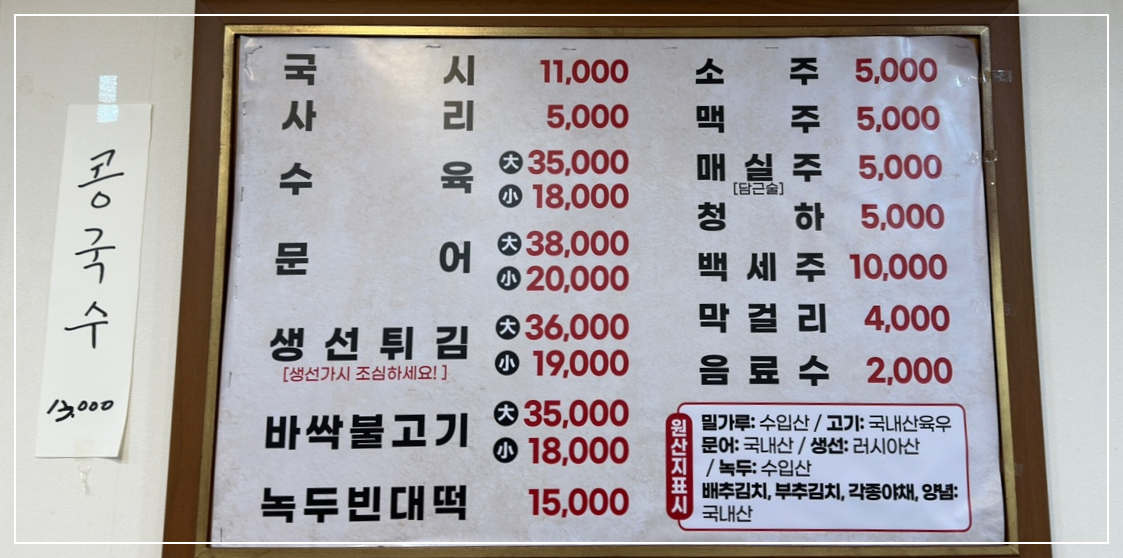 콩국수
13,000
국시 11,000
사리 5,000
수육 大 35,000
小 18,000
문어 大 38,000
小 20,000
생선튀김 大 36,000
小 19,000
[생선가시 조심하세요! ]
바싹불고기 大 35,000
小 18,000
녹두빈대떡 15,000
소주 5,000
맥주 5,000
매실주 5,000
[담근술]
청하 5,000
백세주 10,000
막걸리 4,000
음료수 2,000
원산지표시
밀가루: 수입산 / 고기: 국내산육우
문어: 국내산 / 생선: 러시아산
/ 녹두: 수입산
배추김치, 부추김치, 각종야채, 양념:
국내산